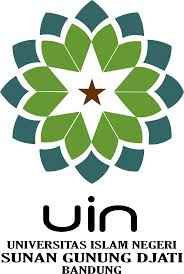 uin
UNIVERSITAS ISLAM NEGERI
SUNAN GUNUNG DJATI
BANDUNG